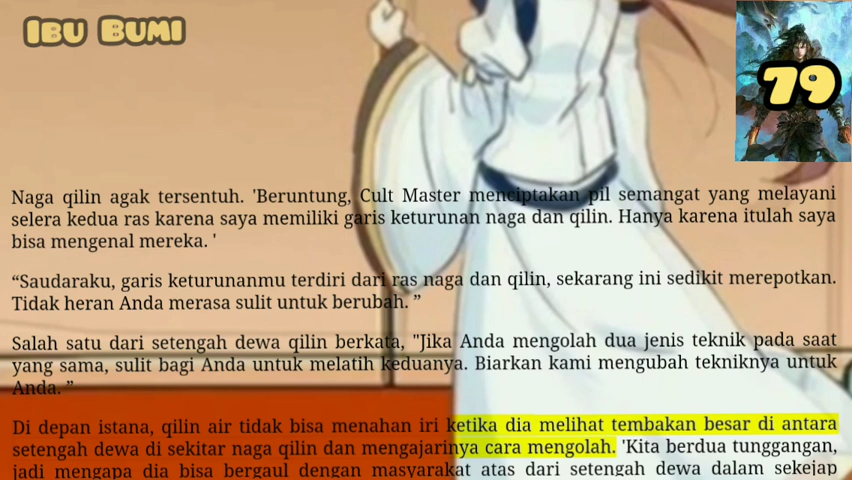 IBU BUMI
79
Naga qilin agak tersentuh. 'Beruntung, Cult Master menciptakan pil semangat yang melayani
selera kedua ras karena saya memiliki garis keturunan naga dan qilin. Hanya karena itulah saya
bisa mengenal mereka. '
“Saudaraku, garis keturunanmu terdiri dari ras naga dan qilin, sekarang ini sedikit merepotkan.
Tidak heran Anda merasa sulit untuk berubah. ”
Salah satu dari setengah dewa qilin berkata, "Jika Anda mengolah dua jenis teknik pada saat
yang sama, sulit bagi Anda untuk melatih keduanya. Biarkan kami mengubah tekniknya untuk
Anda. ”
Di depan istana, qilin air tidak bisa menahan iri ketika dia melihat tembakan besar di antara
setengah dewa di sekitar naga qilin dan mengajarinya cara mengolah. 'Kita berdua tunggangan,
jadi mengapa dia bisa bergaul dengan masyarakat atas dari setengah dewa dalam sekejap